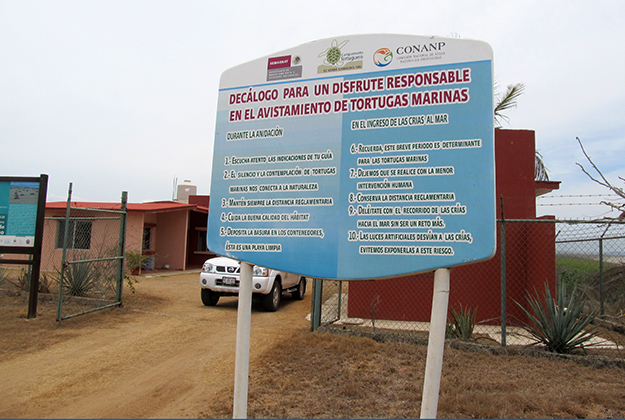 SEMARNAT
CONANP
DECÁLOGO PARA UN DISFRUTE RESPONSABLE
EN EL AVISTAMIENTO DE TORTUGAS MARINAS
DURANTE LA ANIDACIÓN
1.- ESCUCHA ATENTO, LAS INDICACIONES DE TU GUÍA
2.- EL SILENCIO Y LA CONTEMPLACIÓN DE TORTUGAS
MARINAS NOS CONECTA A LA NATURALEZA
3.- MANTÉN SIEMPRE LA DISTANCIA REGLAMENTARIA
4.- CUIDA LA BUENA CALIDAD DEL HÁBITAT
5.- DEPOSITA LA BASURA EN LOS CONTENEDORES,
ÉSTA ES UNA PLAYA LIMPIA
EN EL INGRESO DE LAS CRIAS AL MAR
6.- RECUERDA, ESTE BREVE PERIODO ES DETERMINANTE
PARA LAS TORTUGAS MARINAS
7.- DEJEMOS QUE SE REALICE CON LA MENOR
INTERVENCIÓN HUMANA
8.- CONSERVA LA DISTANCIA REGLAMENTARIA
9.- DELÉITATE CON EL RECORRIDO DE LAS CRÍAS
HACIA EL MAR SIN SER UN RETO MÁS.
10.- LAS LUCES ARTIFICIALES DESVÍAN A LAS CRÍAS,
EVITEMOS EXPONERLAS A ESTE RIESGO.